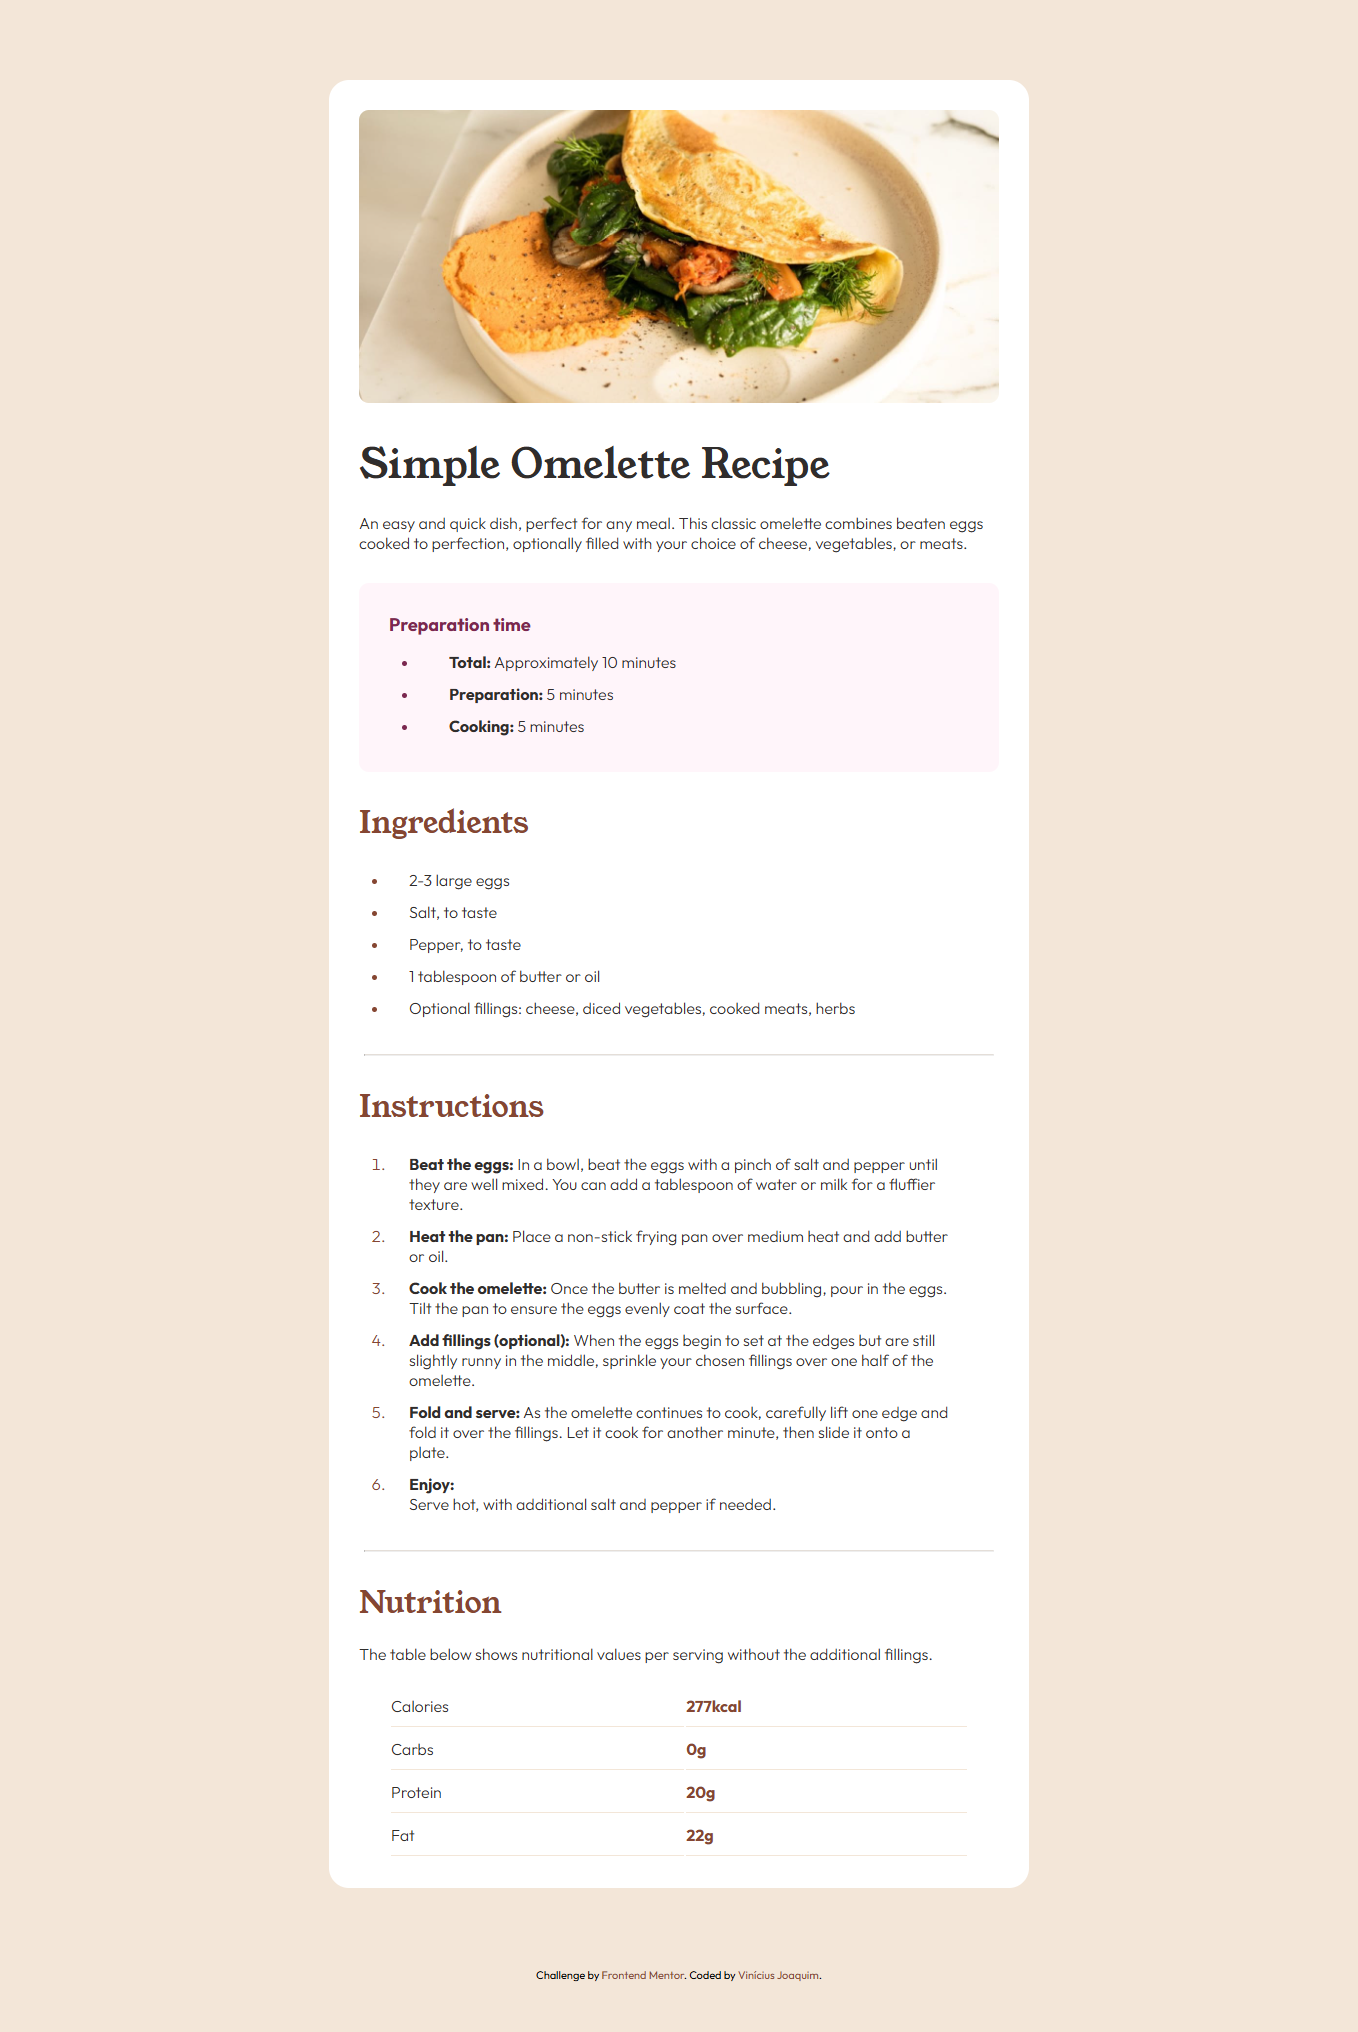 Simple Omelette Recipe
An easy and quick dish, perfect for any meal. This classic omelette combines beaten eggs
cooked to perfection, optionally filled with your choice of cheese, vegetables, or meats.
Preparation time
• Total: Approximately 10 minutes
• Preparation: 5 minutes
• Cooking: 5 minutes
Ingredients
• 2-3 large eggs
• Salt, to taste
• Pepper, to taste
• 1 tablespoon of butter or oil
• Optional fillings: cheese, diced vegetables, cooked meats, herbs
Instructions
1. Beat the eggs: In a bowl, beat the eggs with a pinch of salt and pepper until
they are well mixed. You can add a tablespoon of water or milk for a fluffier
texture.
2. Heat the pan: Place a non-stick frying pan over medium heat and add butter
or oil.
3. Cook the omelette: Once the butter is melted and bubbling, pour in the eggs.
Tilt the pan to ensure the eggs evenly coat the surface.
4. Add fillings (optional): When the eggs begin to set at the edges but are still
slightly runny in the middle, sprinkle your chosen fillings over one half of the
omelette.
5. Fold and serve: As the omelette continues to cook, carefully lift one edge and
fold it over the fillings. Let it cook for another minute, then slide it onto a
plate.
6. Enjoy:
Serve hot, with additional salt and pepper if needed.
Nutrition
The table below shows nutritional values per serving without the additional fillings.
Calories 277kcal
Carbs 0g
Protein 20g
Fat 22g
Challenge by Frontend Mentor. Coded by Vinícius Joaquim.